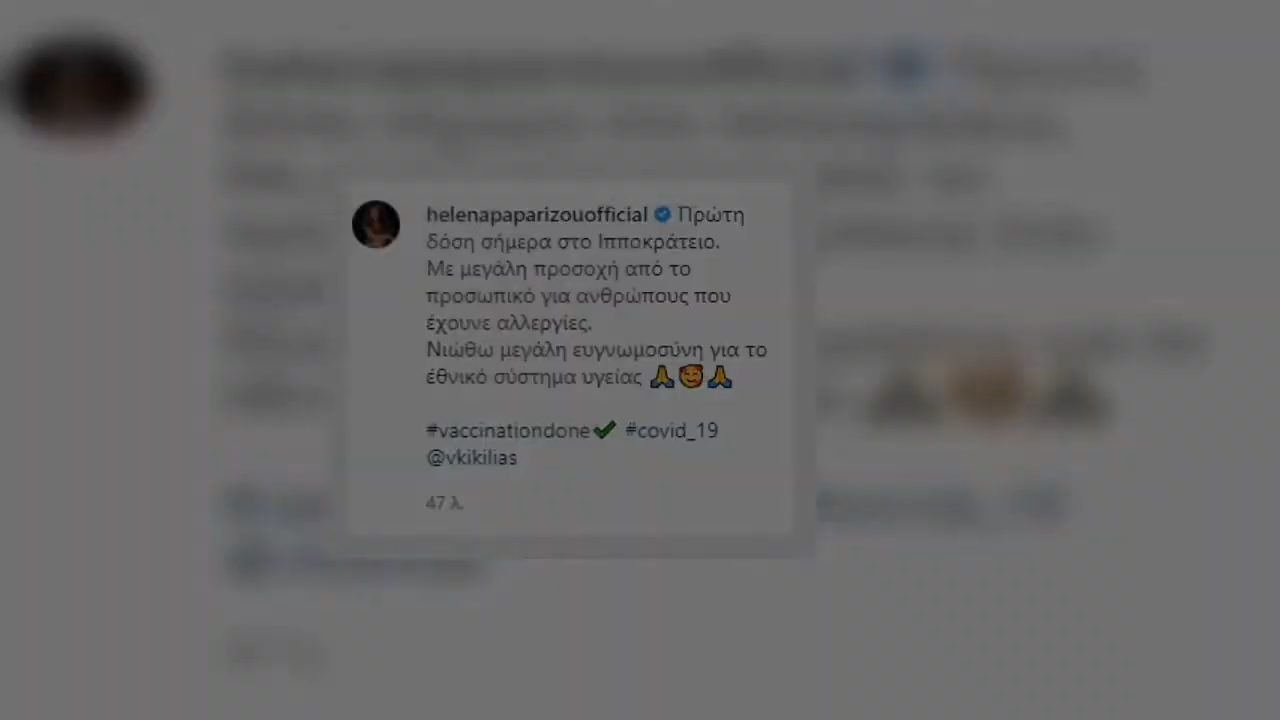 helenapaparizouofficial Πρώτη
δόση σήμερα στο Ιπποκράτειο.
Με μεγάλη προσοχή από το
προσωπικό για ανθρώπους που
έχουνε αλλεργίες.
Νιώθω μεγάλη ευγνωμοσύνη για το
έθνικό σύστημα υγείας 🙏🥰🙏
#vaccinationdone✔ #covid_19
@vkikilias
47 λ.